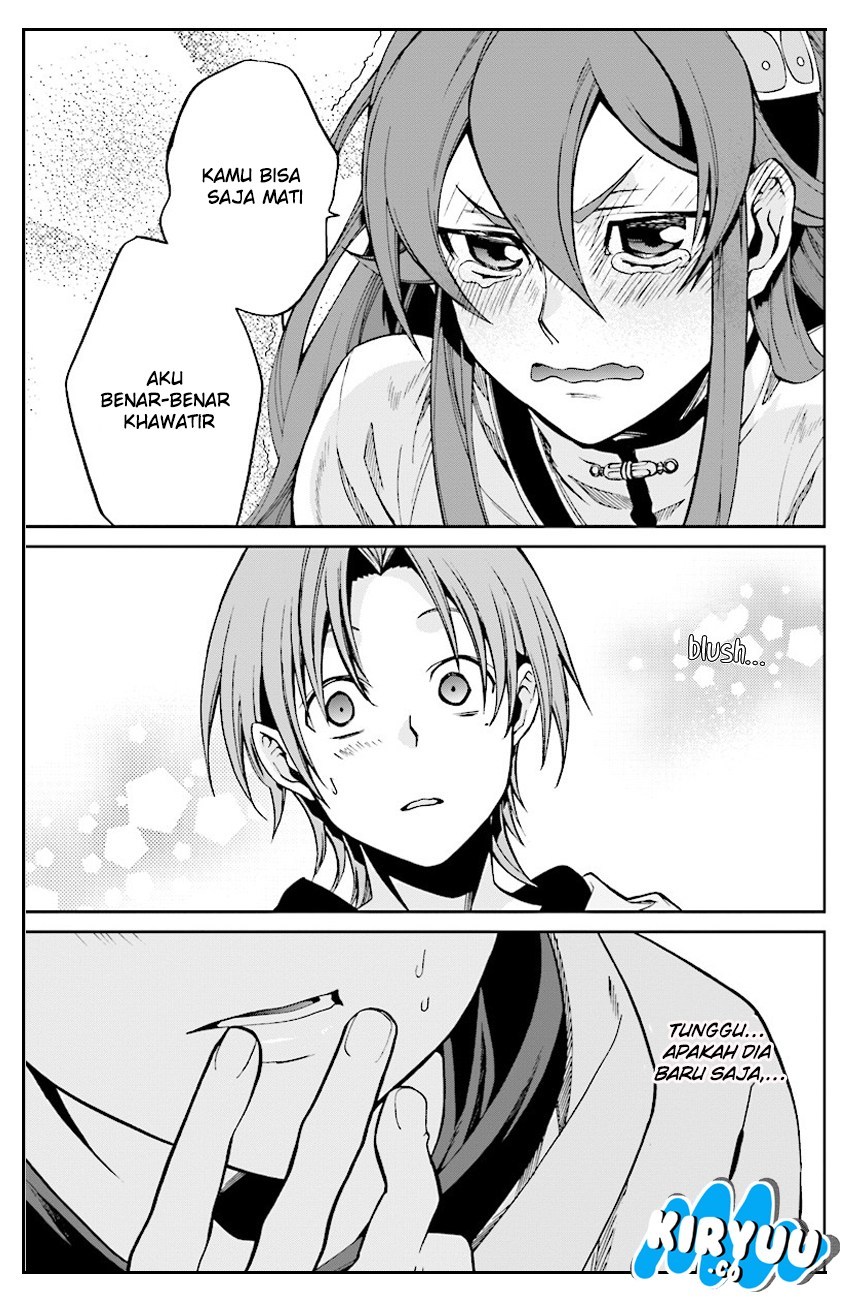 KAMU BISA
SAJA MATI
AKU
BENAR-BENAR
KHAWATIR
blush...
TUNGGU...
APAKAH DIA
BARU SAJA,...
KIRYUU
.CO